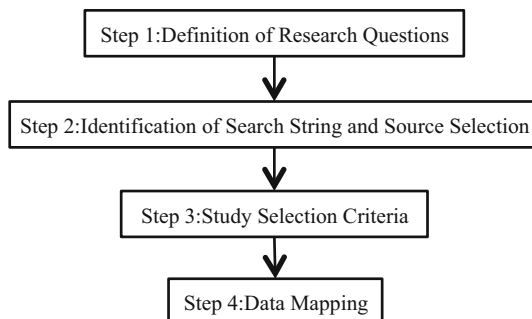 Step 1:Definition of Research Questions
Step 2:Identification of Search String and Source Selection
Step 3:Study Selection Criteria
Step 4:Data Mapping